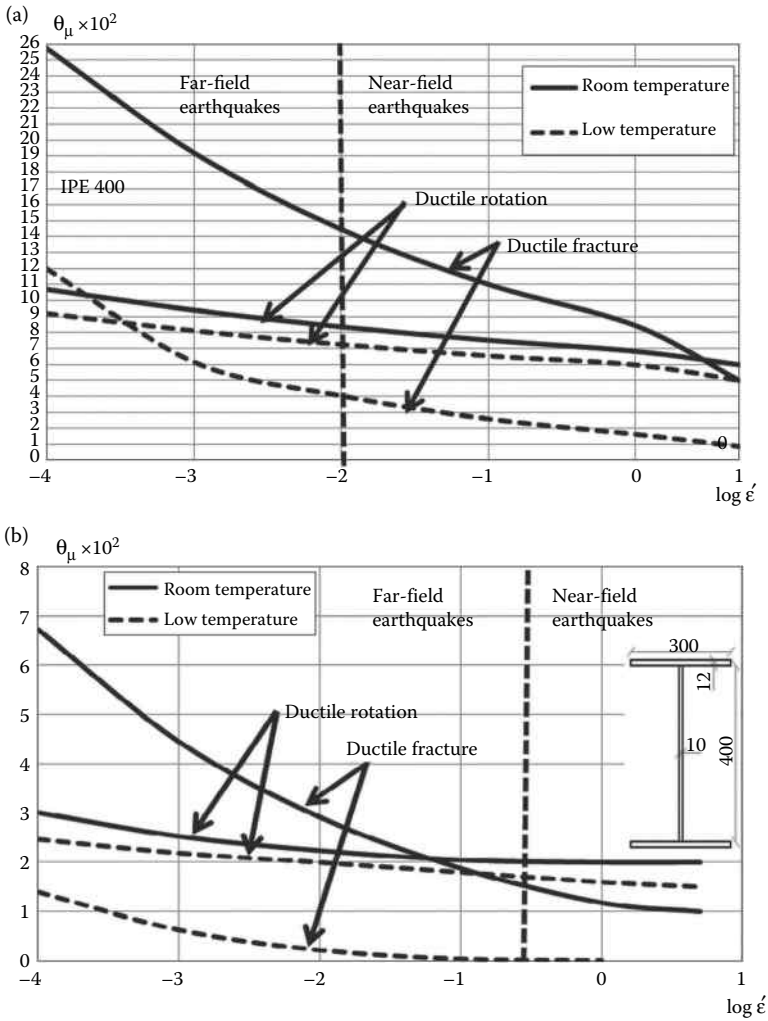 (a)
θμ ×10²
26
25
24
23
22
20
20
19
18
17
16
14
14
13
12
11
10
9
8
7
6
5
4
3
2
1
0
Far-field
earthquakes
Near-field
earthquakes
Room temperature
Low temperature
IPE 400
Ductile rotation
Ductile fracture
0
−4
−3
−2
−1
0
1
log ε′
(b)
θμ ×10²
8
7
6
5
4
3
2
1
0
Room temperature
Low temperature
Far-field
earthquakes
Near-field
earthquakes
300
12
10
400
Ductile rotation
Ductile fracture
−4
−3
−2
−1
0
1
log ε′